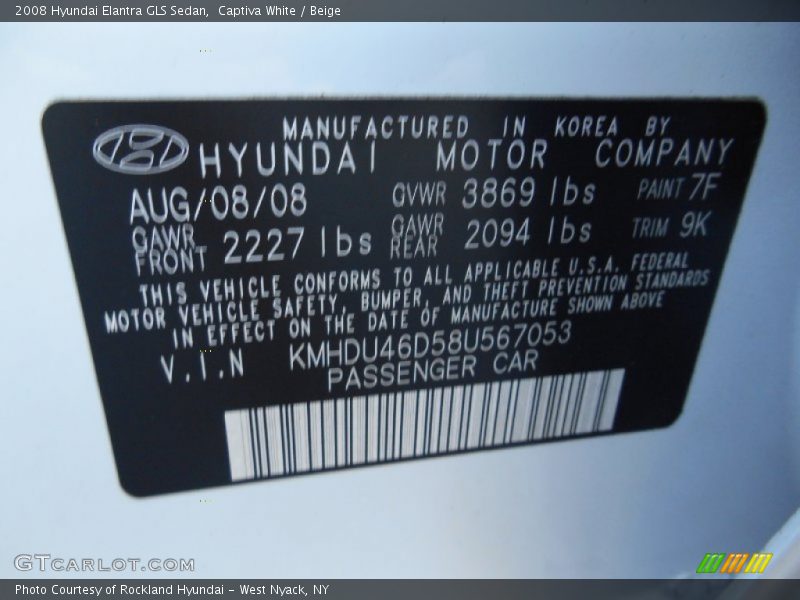 2008 Hyundai Elantra GLS Sedan, Captiva White / Beige
MANUFACTURED IN KOREA BY
HYUNDAI MOTOR COMPANY
AUG/08/08 GVWR 3869 lbs PAINT 7F
GAWR FRONT 2227 lbs GAWR REAR 2094 lbs TRIM 9K
THIS VEHICLE CONFORMS TO ALL APPLICABLE U.S.A. FEDERAL
MOTOR VEHICLE SAFETY, BUMPER, AND THEFT PREVENTION STANDARDS
IN EFFECT ON THE DATE OF MANUFACTURE SHOWN ABOVE
V.I.N KMHDU46D58U567053
PASSENGER CAR
GTCARLOT.COM
Photo Courtesy of Rockland Hyundai - West Nyack, NY